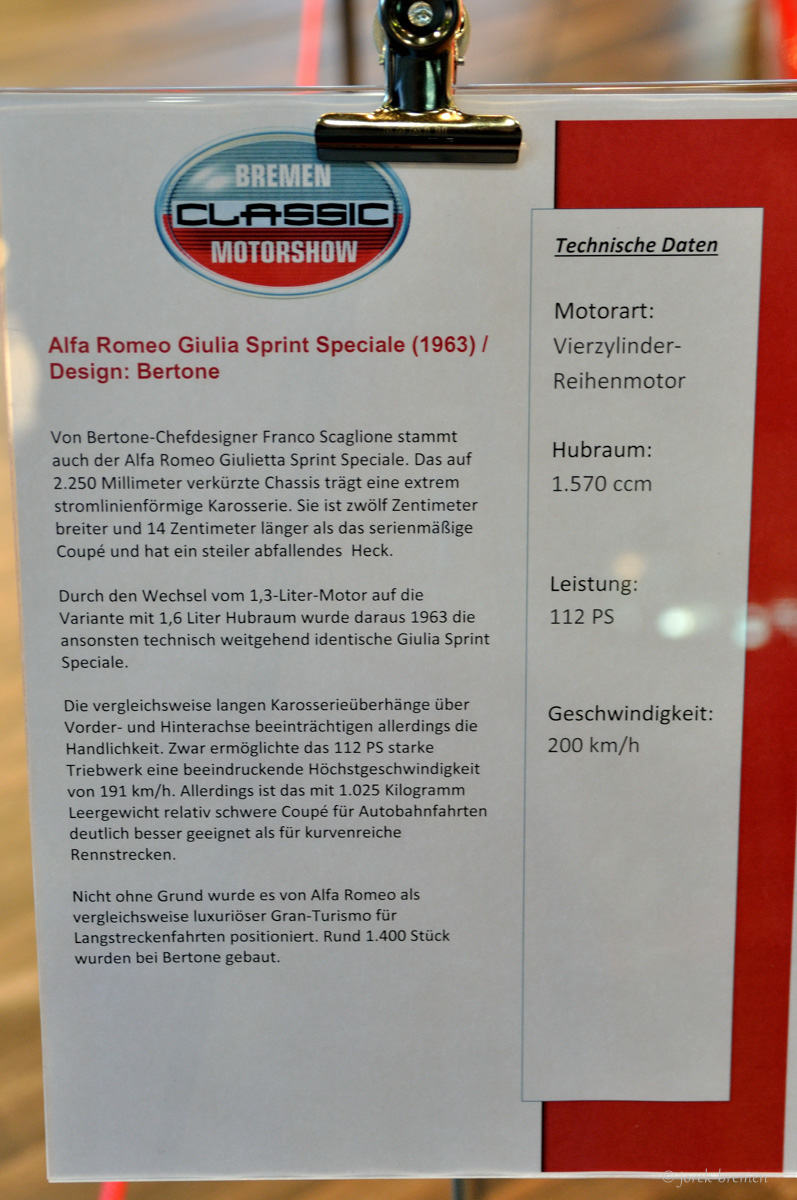 BREMEN
CLASSIC
MOTORSHOW
Alfa Romeo Giulia Sprint Speciale (1963) /
Design: Bertone
Von Bertone-Chefdesigner Franco Scaglione stammt
auch der Alfa Romeo Giulietta Sprint Speciale. Das auf
2.250 Millimeter verkürzte Chassis trägt eine extrem
stromlinienförmige Karosserie. Sie ist zwölf Zentimeter
breiter und 14 Zentimeter länger als das serienmäßige
Coupé und hat ein steiler abfallendes Heck.
Durch den Wechsel vom 1,3-Liter-Motor auf die
Variante mit 1,6 Liter Hubraum wurde daraus 1963 die
ansonsten technisch weitgehend identische Giulia Sprint
Speciale.
Die vergleichsweise langen Karosserieüberhänge über
Vorder- und Hinterachse beeinträchtigen allerdings die
Handlichkeit. Zwar ermöglichte das 112 PS starke
Triebwerk eine beeindruckende Höchstgeschwindigkeit
von 191 km/h. Allerdings ist das mit 1.025 Kilogramm
Leergewicht relativ schwere Coupé für Autobahnfahrten
deutlich besser geeignet als für kurvenreiche
Rennstrecken.
Nicht ohne Grund wurde es von Alfa Romeo als
vergleichsweise luxuriöser Gran-Turismo für
Langstreckenfahrten positioniert. Rund 1.400 Stück
wurden bei Bertone gebaut.
Technische Daten
Motorart:
Vierzylinder-
Reihenmotor
Hubraum:
1.570 ccm
Leistung:
112 PS
Geschwindigkeit:
200 km/h
© jorek-bremen